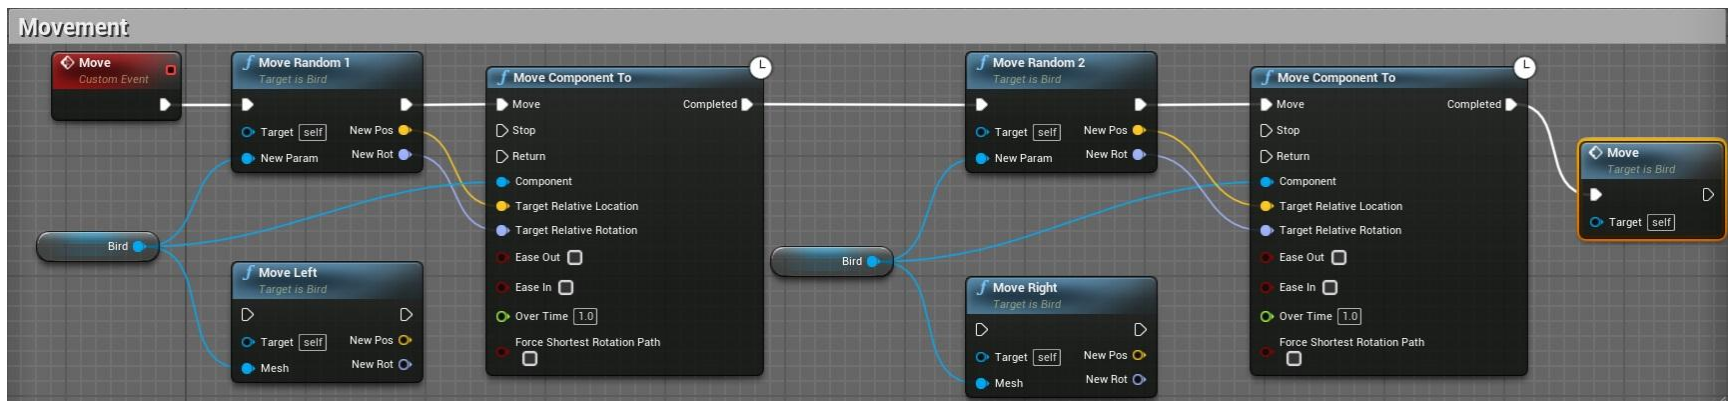 Movement
Move
Custom Event
Move Random 1
Target is Bird
Target self
New Param
New Pos
New Rot
Move Component To
Move
Completed
Stop
Return
Component
Target Relative Location
Target Relative Rotation
Ease Out
Ease In
Over Time 1.0
Force Shortest Rotation Path
Bird
Move Left
Target is Bird
Target self
Mesh
New Pos
New Rot
Move Random 2
Target is Bird
Target self
New Param
New Pos
New Rot
Move Component To
Move
Completed
Stop
Return
Component
Target Relative Location
Target Relative Rotation
Ease Out
Ease In
Over Time 1.0
Force Shortest Rotation Path
Bird
Move Right
Target is Bird
Target self
Mesh
New Pos
New Rot
Move
Target is Bird
Target self